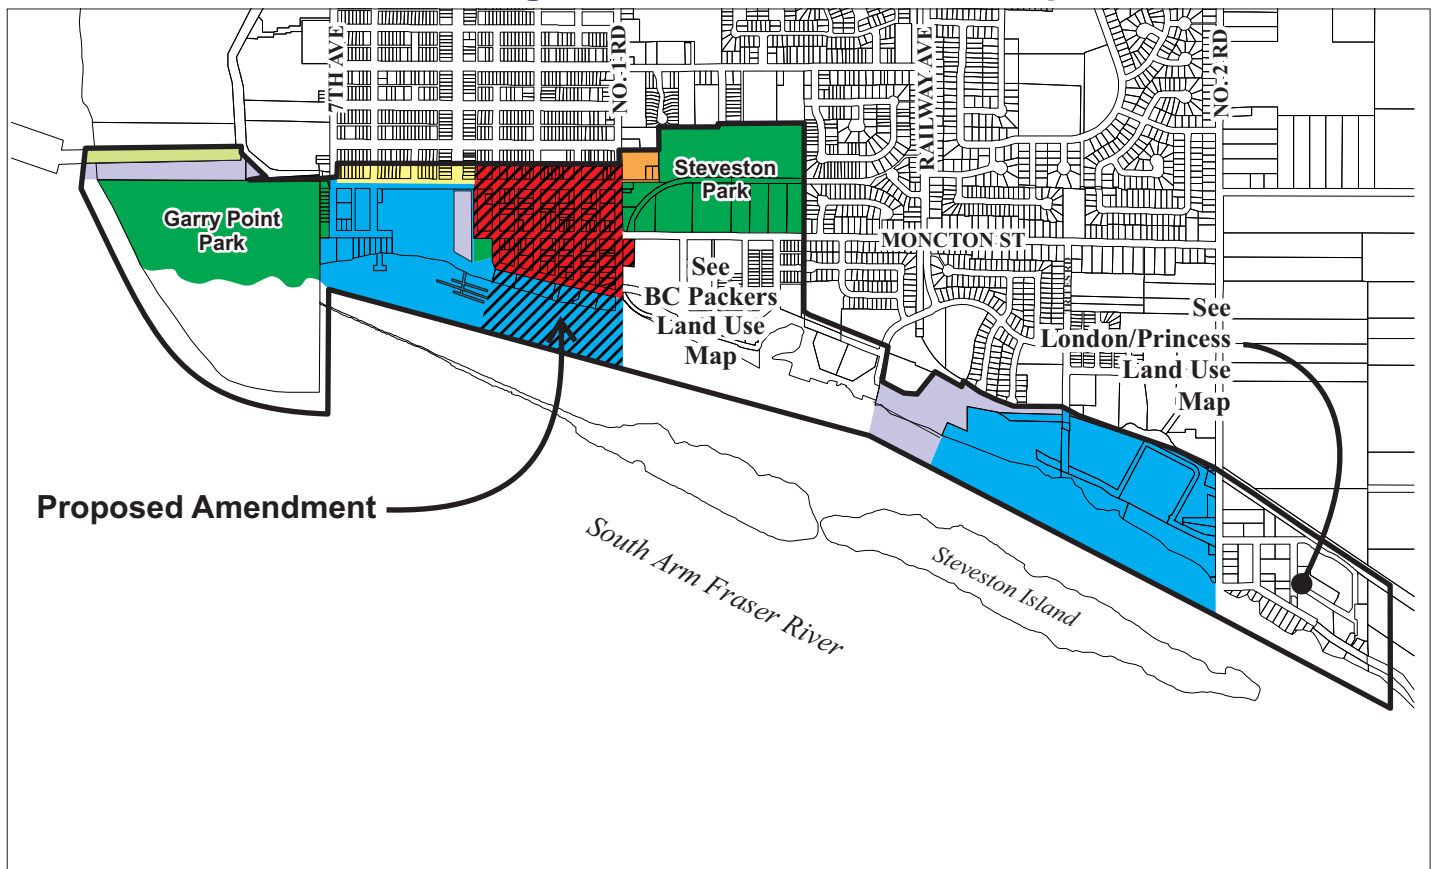 7TH AVE
NO. 1 RD
RAILWAY AVE
NO. 2 RD
Steveston
Park
Garry Point
Park
MONCTON ST
See
BC Packers
Land Use
Map
See
London/Princess
Land Use
Map
Proposed Amendment
South Arm Fraser River
Steveston Island